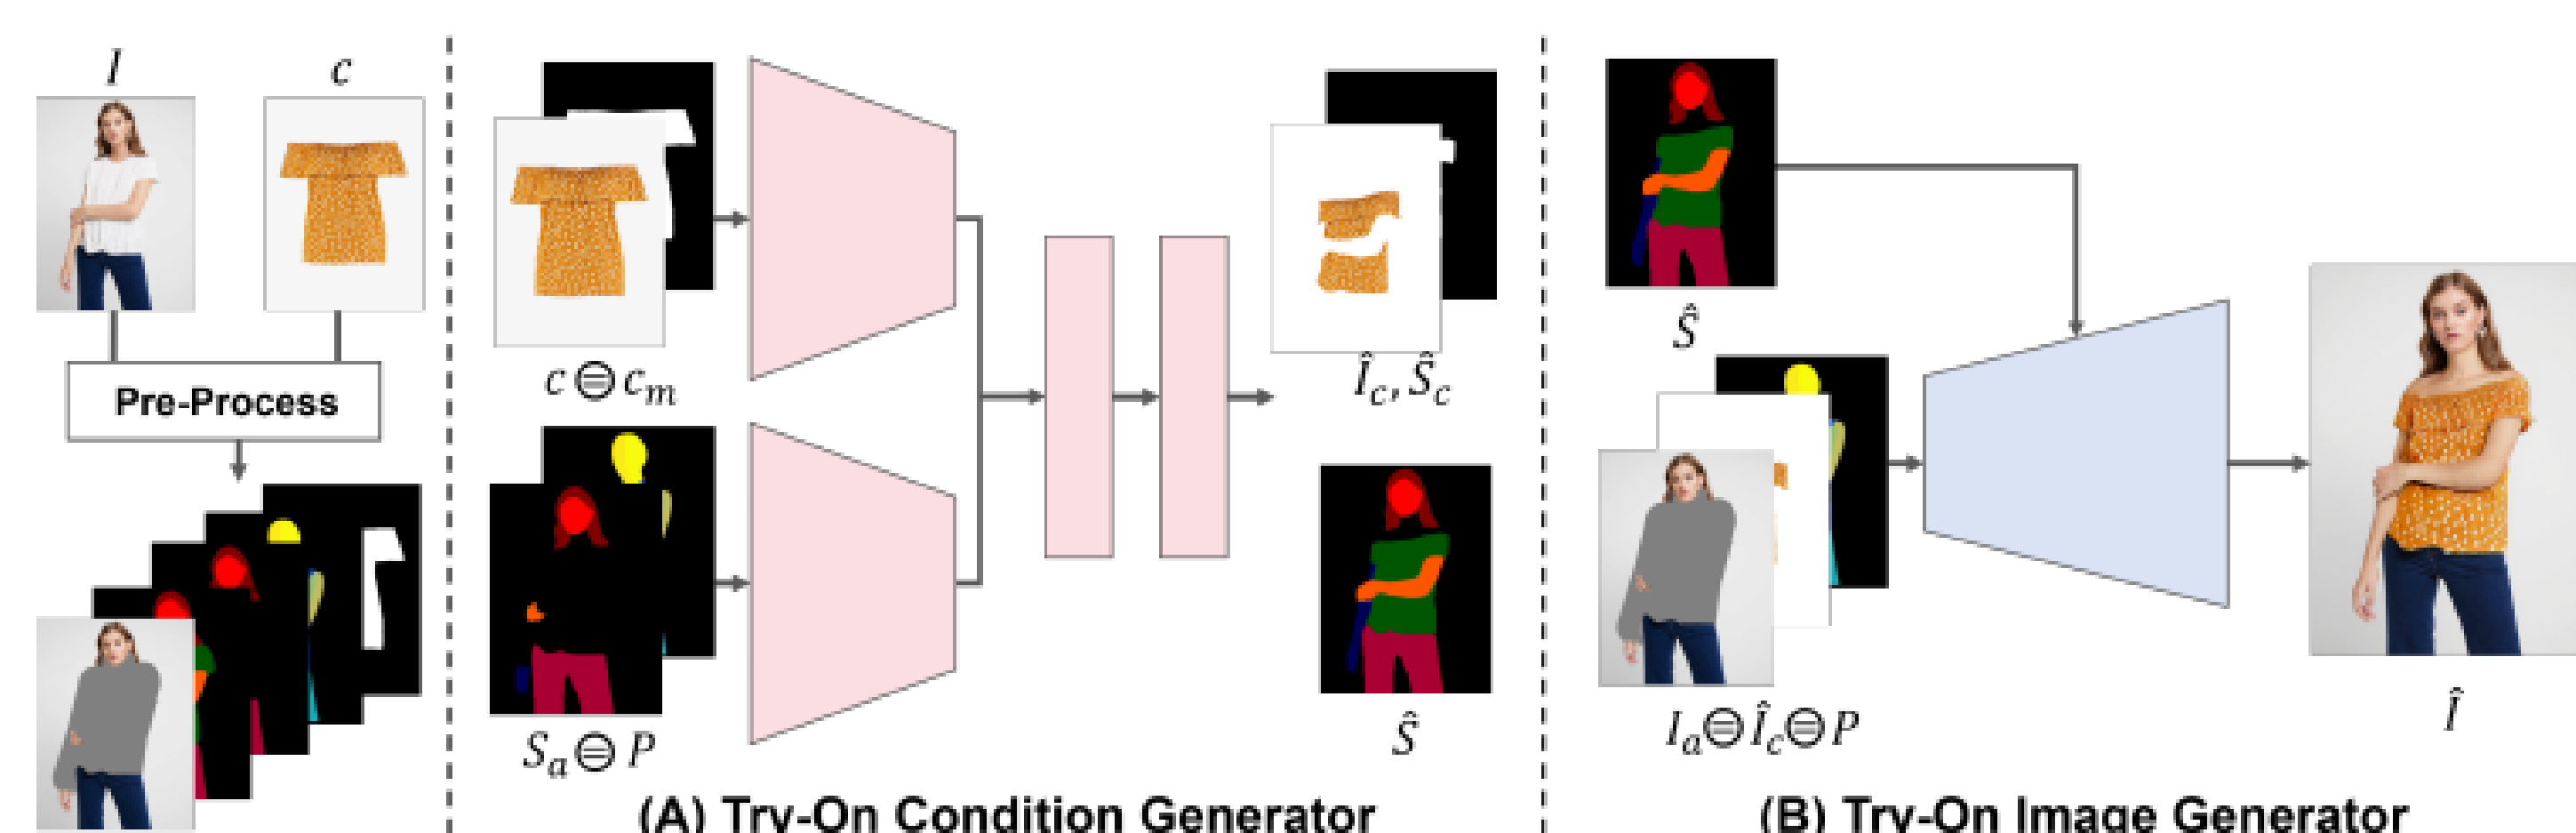 I
c
Pre-Process
c ⊜ c_m
S_a ⊜ P
Î_c, Ŝ_c
Ŝ
(A) Try-On Condition Generator
Ŝ
I_a ⊜ Î_c ⊜ P
Î
(B) Try-On Image Generator